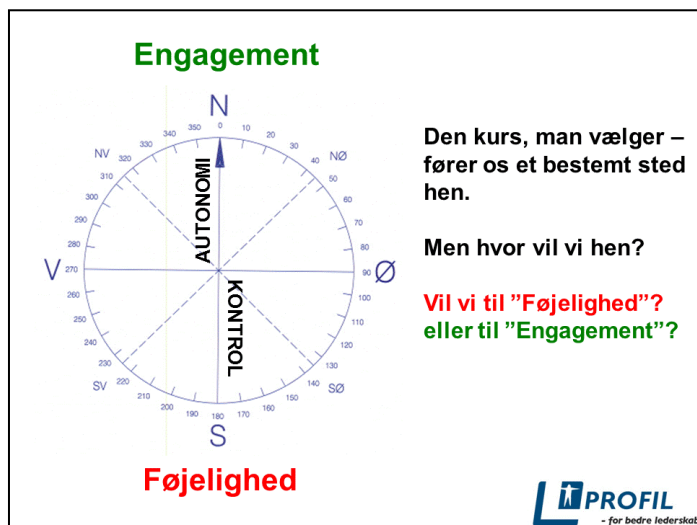 Engagement
N
350 0 10
340 20
330 30
NV 320 40 NØ
310 50
300 60
290 70
280 80
V 270 90 Ø
260 100
250 110
240 120
230 130
SV 220 140 SØ
210 150
200 160
190 180 170
S
AUTONOMI
KONTROL
Føjelighed
Den kurs, man vælger –
fører os et bestemt sted
hen.
Men hvor vil vi hen?
Vil vi til ”Føjelighed”?
eller til ”Engagement”?
PROFIL
- for bedre lederskab